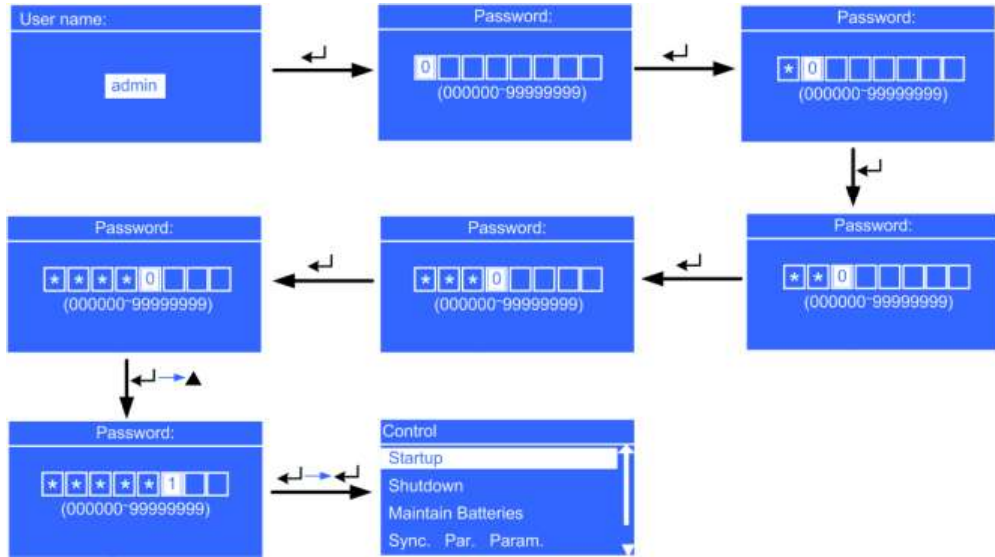 User name:
admin
Password:
0
(000000~99999999)
Password:
* 0
(000000~99999999)
Password:
* * 0
(000000~99999999)
Password:
* * * 0
(000000~99999999)
Password:
* * * * 0
(000000~99999999)
Password:
* * * * * 1
(000000~99999999)
Control
Startup
Shutdown
Maintain Batteries
Sync. Par. Param.